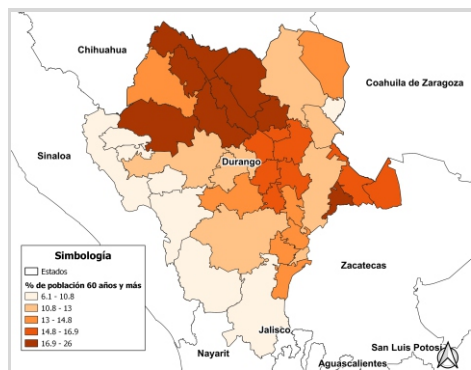 Chihuahua
Coahuila de Zaragoza
Sinaloa
Durango
Zacatecas
Jalisco
Nayarit
San Luis Potosí
Aguascalientes
Simbología
Estados
% de población 60 años y más
6.1 - 10.8
10.8 - 13
13 - 14.8
14.8 - 16.9
16.9 - 26